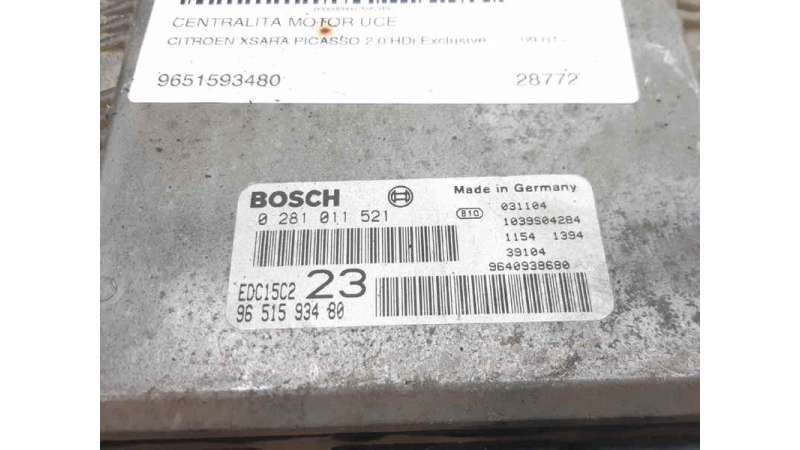 CENTRALITA MOTOR UCE
CITROEN XSARA PICASSO 2.0 HDi Exclusive
9651593480 28772
BOSCH Made in Germany
0 281 011 521 810 031104
1039S04284
1154 1394
39104
9640938680
EDC15C2 23
96 515 934 80